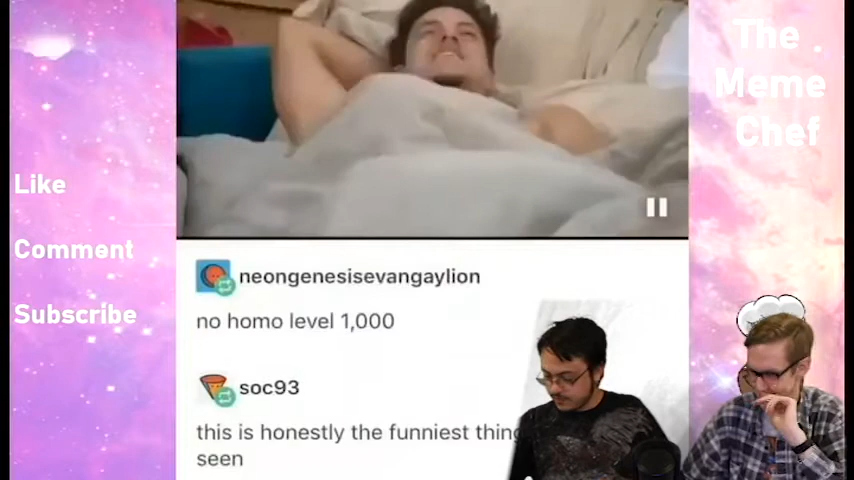 The .
Meme
Chef
Like
Comment
Subscribe
neongenesisevangaylion
no homo level 1,000
soc93
this is honestly the funniest thing
seen